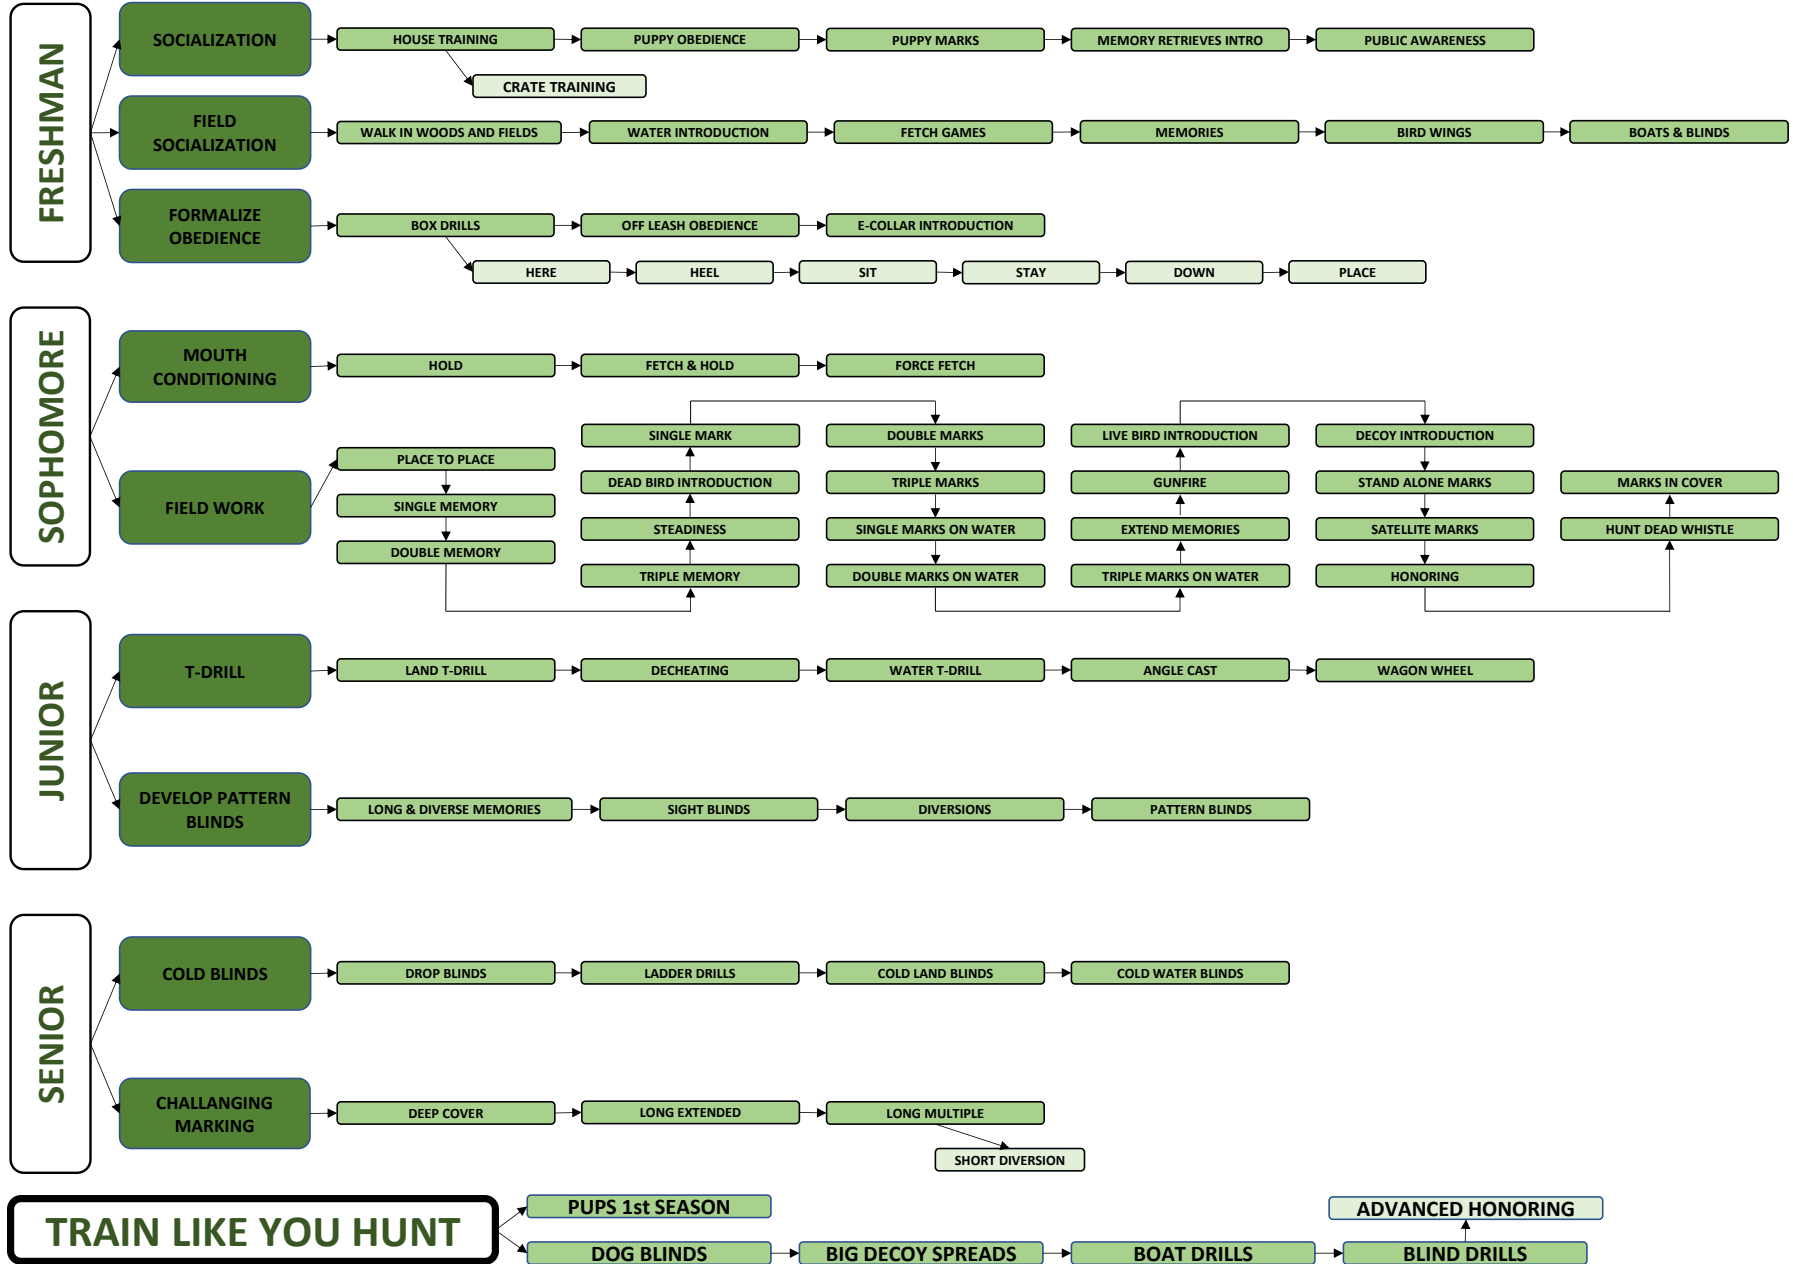 FRESHMAN
SOCIALIZATION
HOUSE TRAINING
PUPPY OBEDIENCE
PUPPY MARKS
MEMORY RETRIEVES INTRO
PUBLIC AWARENESS
CRATE TRAINING
FIELD
SOCIALIZATION
WALK IN WOODS AND FIELDS
WATER INTRODUCTION
FETCH GAMES
MEMORIES
BIRD WINGS
BOATS & BLINDS
FORMALIZE
OBEDIENCE
BOX DRILLS
OFF LEASH OBEDIENCE
E-COLLAR INTRODUCTION
HERE
HEEL
SIT
STAY
DOWN
PLACE
SOPHOMORE
MOUTH
CONDITIONING
HOLD
FETCH & HOLD
FORCE FETCH
FIELD WORK
PLACE TO PLACE
SINGLE MEMORY
DOUBLE MEMORY
TRIPLE MEMORY
STEADINESS
DEAD BIRD INTRODUCTION
SINGLE MARK
DOUBLE MARKS
TRIPLE MARKS
SINGLE MARKS ON WATER
DOUBLE MARKS ON WATER
TRIPLE MARKS ON WATER
EXTEND MEMORIES
GUNFIRE
LIVE BIRD INTRODUCTION
DECOY INTRODUCTION
STAND ALONE MARKS
SATELLITE MARKS
HONORING
HUNT DEAD WHISTLE
MARKS IN COVER
JUNIOR
T-DRILL
LAND T-DRILL
DECHEATING
WATER T-DRILL
ANGLE CAST
WAGON WHEEL
DEVELOP PATTERN
BLINDS
LONG & DIVERSE MEMORIES
SIGHT BLINDS
DIVERSIONS
PATTERN BLINDS
SENIOR
COLD BLINDS
DROP BLINDS
LADDER DRILLS
COLD LAND BLINDS
COLD WATER BLINDS
CHALLANGING
MARKING
DEEP COVER
LONG EXTENDED
LONG MULTIPLE
SHORT DIVERSION
TRAIN LIKE YOU HUNT
PUPS 1st SEASON
DOG BLINDS
BIG DECOY SPREADS
BOAT DRILLS
BLIND DRILLS
ADVANCED HONORING